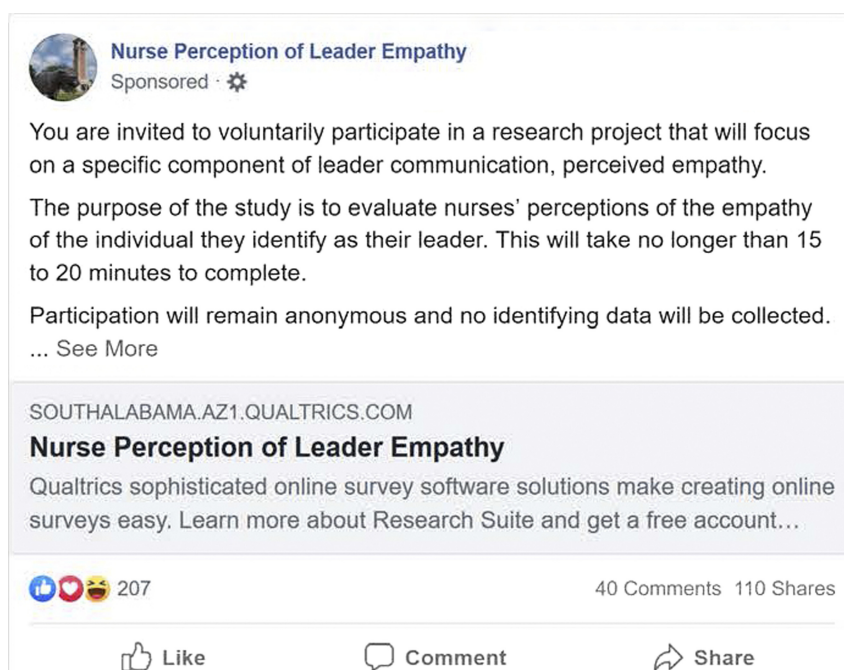 Nurse Perception of Leader Empathy
Sponsored ·
You are invited to voluntarily participate in a research project that will focus
on a specific component of leader communication, perceived empathy.
The purpose of the study is to evaluate nurses' perceptions of the empathy
of the individual they identify as their leader. This will take no longer than 15
to 20 minutes to complete.
Participation will remain anonymous and no identifying data will be collected.
... See More
SOUTHALABAMA.AZ1.QUALTRICS.COM
Nurse Perception of Leader Empathy
Qualtrics sophisticated online survey software solutions make creating online
surveys easy. Learn more about Research Suite and get a free account...
207 40 Comments 110 Shares
Like Comment Share